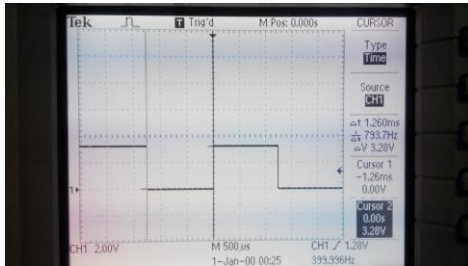 Tek
T Trig'd
M Pos: 0.000s
CURSOR
Type
Time
Source
CH1
Δt 1.260ms
1/Δt 793.7Hz
ΔV 3.28V
Cursor 1
-1.26ms
0.00V
Cursor 2
0.00s
3.28V
1
CH1 2.00V
M 500µs
CH1 / 1.28V
1-Jan-00 00:25
399.996Hz